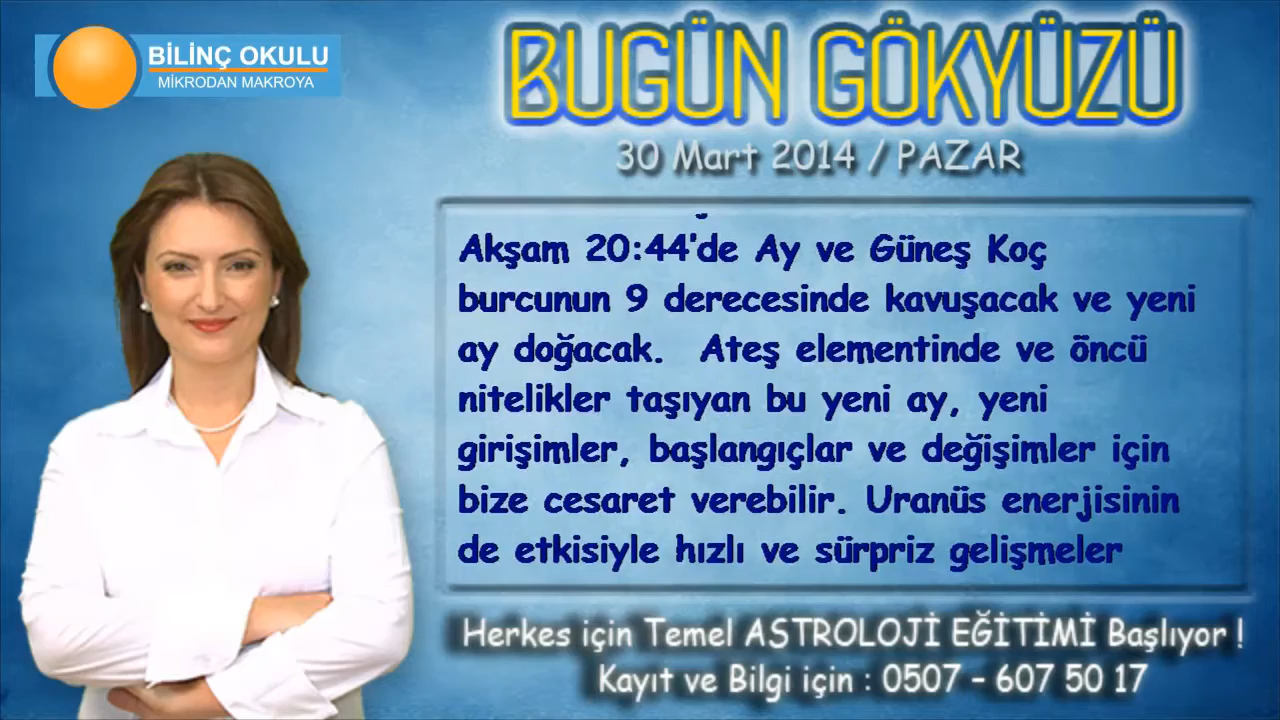 BİLİNÇ OKULU
MİKRODAN MAKROYA
BUGÜN GÖKYÜZÜ
30 Mart 2014 / PAZAR
Akşam 20:44'de Ay ve Güneş Koç
burcunun 9 derecesinde kavuşacak ve yeni
ay doğacak. Ateş elementinde ve öncü
nitelikler taşıyan bu yeni ay, yeni
girişimler, başlangıçlar ve değişimler için
bize cesaret verebilir. Uranüs enerjisinin
de etkisiyle hızlı ve sürpriz gelişmeler
Herkes için Temel ASTROLOJİ EĞİTİMİ Başlıyor !
Kayıt ve Bilgi için : 0507 – 607 50 17